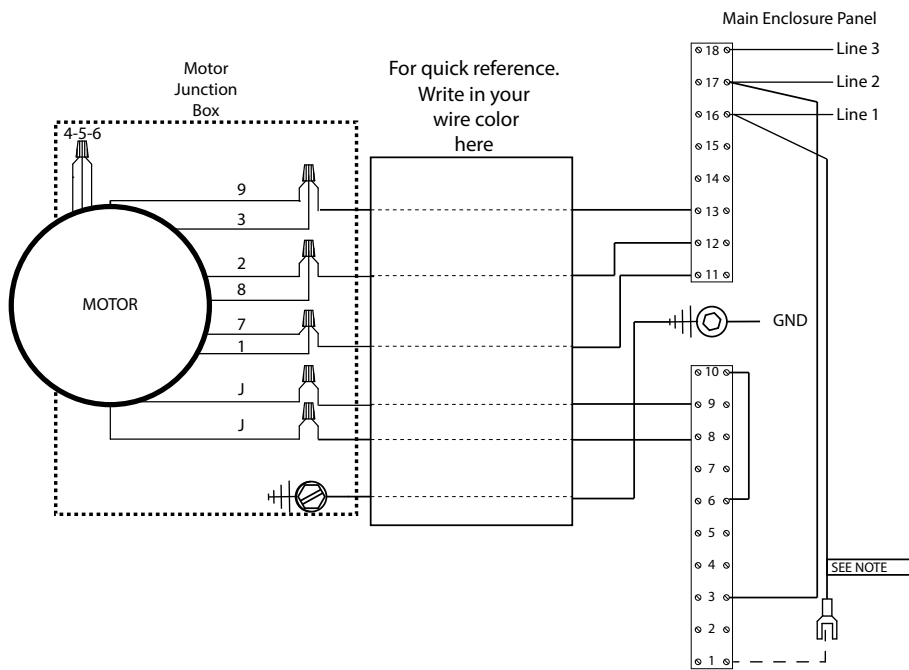 Main Enclosure Panel
18 Line 3
17 Line 2
16 Line 1
15
14
13
12
11
GND
10
9
8
7
6
5
4
3
2
1
SEE NOTE
For quick reference.
Write in your
wire color
here
Motor
Junction
Box
4-5-6
9
3
2
8
7
1
J
J
MOTOR